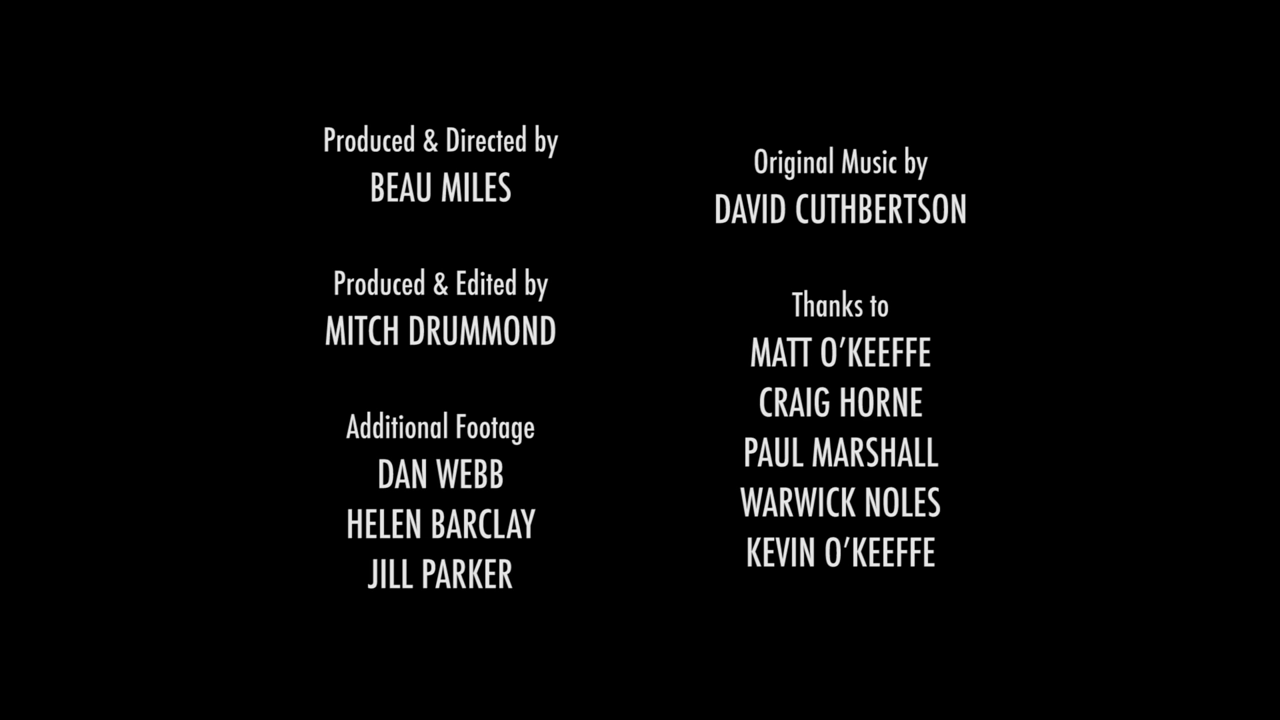 Produced & Directed by
BEAU MILES
Produced & Edited by
MITCH DRUMMOND
Additional Footage
DAN WEBB
HELEN BARCLAY
JILL PARKER
Original Music by
DAVID CUTHBERTSON
Thanks to
MATT O’KEEFFE
CRAIG HORNE
PAUL MARSHALL
WARWICK NOLES
KEVIN O’KEEFFE